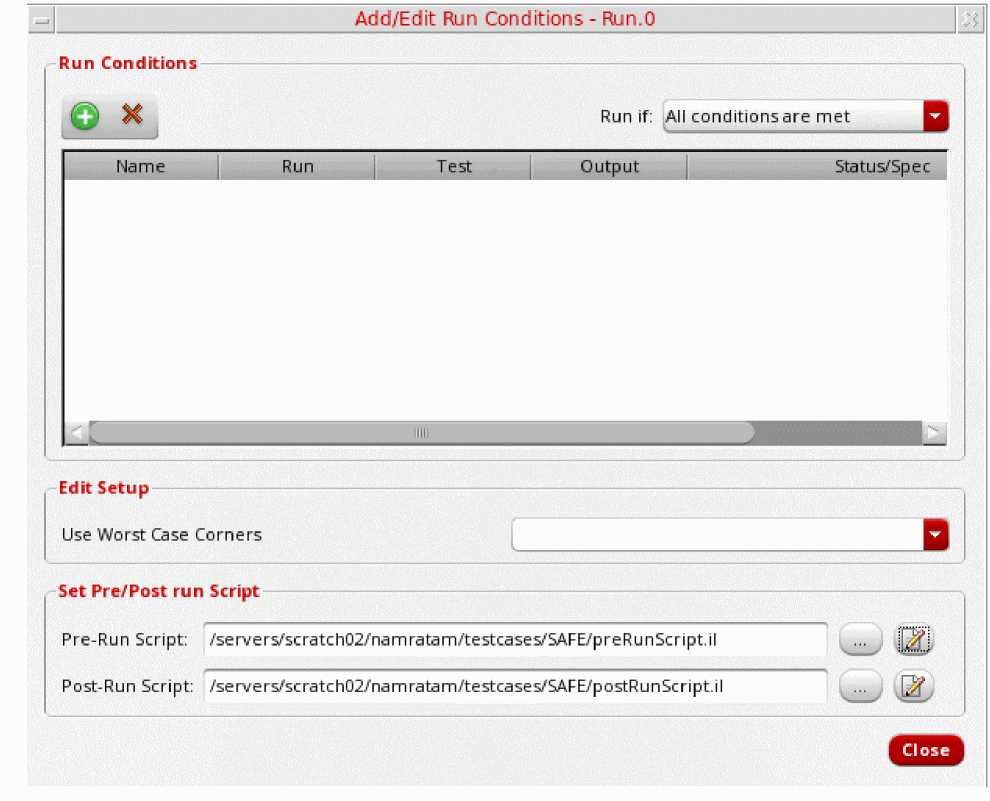 Add/Edit Run Conditions - Run.0
Run Conditions
Run if: All conditions are met
Name Run Test Output Status/Spec
Edit Setup
Use Worst Case Corners
Set Pre/Post run Script
Pre-Run Script: /servers/scratch02/namratam/testcases/SAFE/preRunScript.il ...
Post-Run Script: /servers/scratch02/namratam/testcases/SAFE/postRunScript.il ...
Close